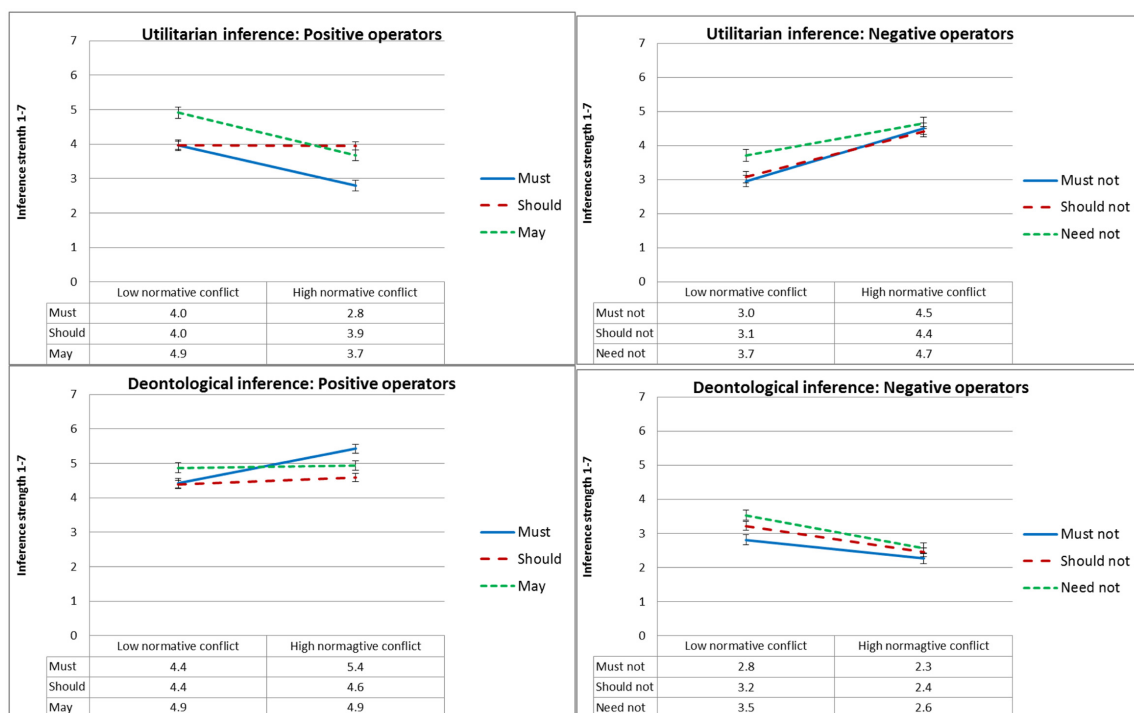 Utilitarian inference: Positive operators
Inference strenth 1-7
7
6
5
4
3
2
1
0
Must
Should
May
Low normative conflict High normative conflict
Must 4.0 2.8
Should 4.0 3.9
May 4.9 3.7
Utilitarian inference: Negative operators
Inference strength 1-7
7
6
5
4
3
2
1
0
Must not
Should not
Need not
Low normative conflict High normative conflict
Must not 3.0 4.5
Should not 3.1 4.4
Need not 3.7 4.7
Deontological inference: Positive operators
Inference strength 1-7
7
6
5
4
3
2
1
0
Must
Should
May
Low normative conflict High normative conflict
Must 4.4 5.4
Should 4.4 4.6
May 4.9 4.9
Deontological inference: Negative operators
Inference strength 1-7
7
6
5
4
3
2
1
0
Must not
Should not
Need not
Low normative conflict High normagtive conflict
Must not 2.8 2.3
Should not 3.2 2.4
Need not 3.5 2.6